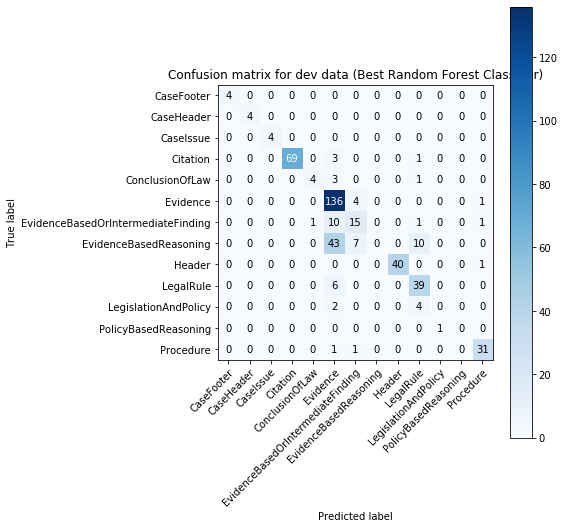 Confusion matrix for dev data (Best Random Forest Class er)
True label
CaseFooter 4 0 0 0 0 0 0 0 0 0 0 0 0
CaseHeader 0 4 0 0 0 0 0 0 0 0 0 0 0
CaseIssue 0 0 4 0 0 0 0 0 0 0 0 0 0
Citation 0 0 0 69 0 3 0 0 0 1 0 0 0
ConclusionOfLaw 0 0 0 0 4 3 0 0 0 1 0 0 0
Evidence 0 0 0 0 0 136 4 0 0 0 0 0 1
EvidenceBasedOrIntermediateFinding 0 0 0 0 1 10 15 0 0 1 0 0 1
EvidenceBasedReasoning 0 0 0 0 0 43 7 0 0 10 0 0 0
Header 0 0 0 0 0 0 0 0 40 0 0 0 1
LegalRule 0 0 0 0 0 6 0 0 0 39 0 0 0
LegislationAndPolicy 0 0 0 0 0 2 0 0 0 4 0 0 0
PolicyBasedReasoning 0 0 0 0 0 0 0 0 0 0 1 0 0
Procedure 0 0 0 0 0 1 1 0 0 0 0 0 31
CaseFooter
CaseHeader
CaseIssue
Citation
ConclusionOfLaw
Evidence
EvidenceBasedOrIntermediateFinding
EvidenceBasedReasoning
Header
LegalRule
LegislationAndPolicy
PolicyBasedReasoning
Procedure
Predicted label
120
100
80
60
40
20
0